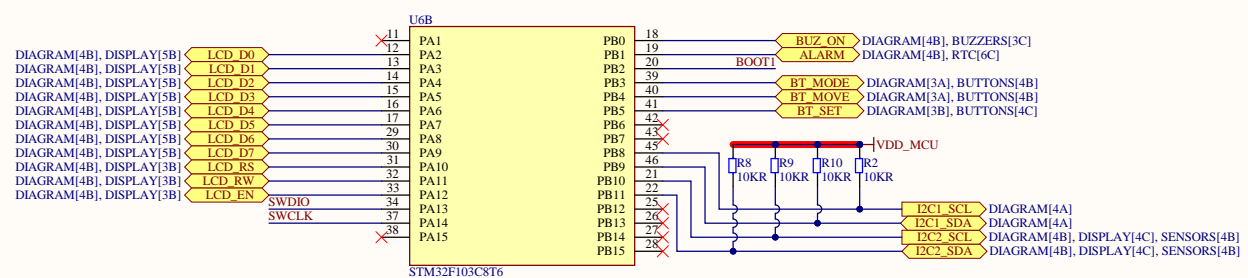 U6B
11 PA1 PB0 18 BUZ_ON DIAGRAM[4B], BUZZERS[3C]
DIAGRAM[4B], DISPLAY[5B] LCD_D0 12 PA2 PB1 19 ALARM DIAGRAM[4B], RTC[6C]
DIAGRAM[4B], DISPLAY[5B] LCD_D1 13 PA3 PB2 20 BOOT1
DIAGRAM[4B], DISPLAY[5B] LCD_D2 14 PA4 PB3 39 BT_MODE DIAGRAM[3A], BUTTONS[4B]
DIAGRAM[4B], DISPLAY[5B] LCD_D3 15 PA5 PB4 40 BT_MOVE DIAGRAM[3A], BUTTONS[4B]
DIAGRAM[4B], DISPLAY[5B] LCD_D4 16 PA6 PB5 41 BT_SET DIAGRAM[3B], BUTTONS[4C]
DIAGRAM[4B], DISPLAY[5B] LCD_D5 17 PA7 PB6 42
DIAGRAM[4B], DISPLAY[5B] LCD_D6 29 PA8 PB7 43
DIAGRAM[4B], DISPLAY[5B] LCD_D7 30 PA9 PB8 45 VDD_MCU
DIAGRAM[4B], DISPLAY[3B] LCD_RS 31 PA10 PB9 46 R8 R9 R10 R2
DIAGRAM[4B], DISPLAY[3B] LCD_RW 32 PA11 PB10 21 10KR 10KR 10KR 10KR
DIAGRAM[4B], DISPLAY[3B] LCD_EN 33 PA12 PB11 22
SWDIO 34 PA13 PB12 25 I2C1_SCL DIAGRAM[4A]
SWCLK 37 PA14 PB13 26 I2C1_SDA DIAGRAM[4A]
38 PA15 PB14 27 I2C2_SCL DIAGRAM[4B], DISPLAY[4C], SENSORS[4B]
PB15 28 I2C2_SDA DIAGRAM[4B], DISPLAY[4C], SENSORS[4B]
STM32F103C8T6